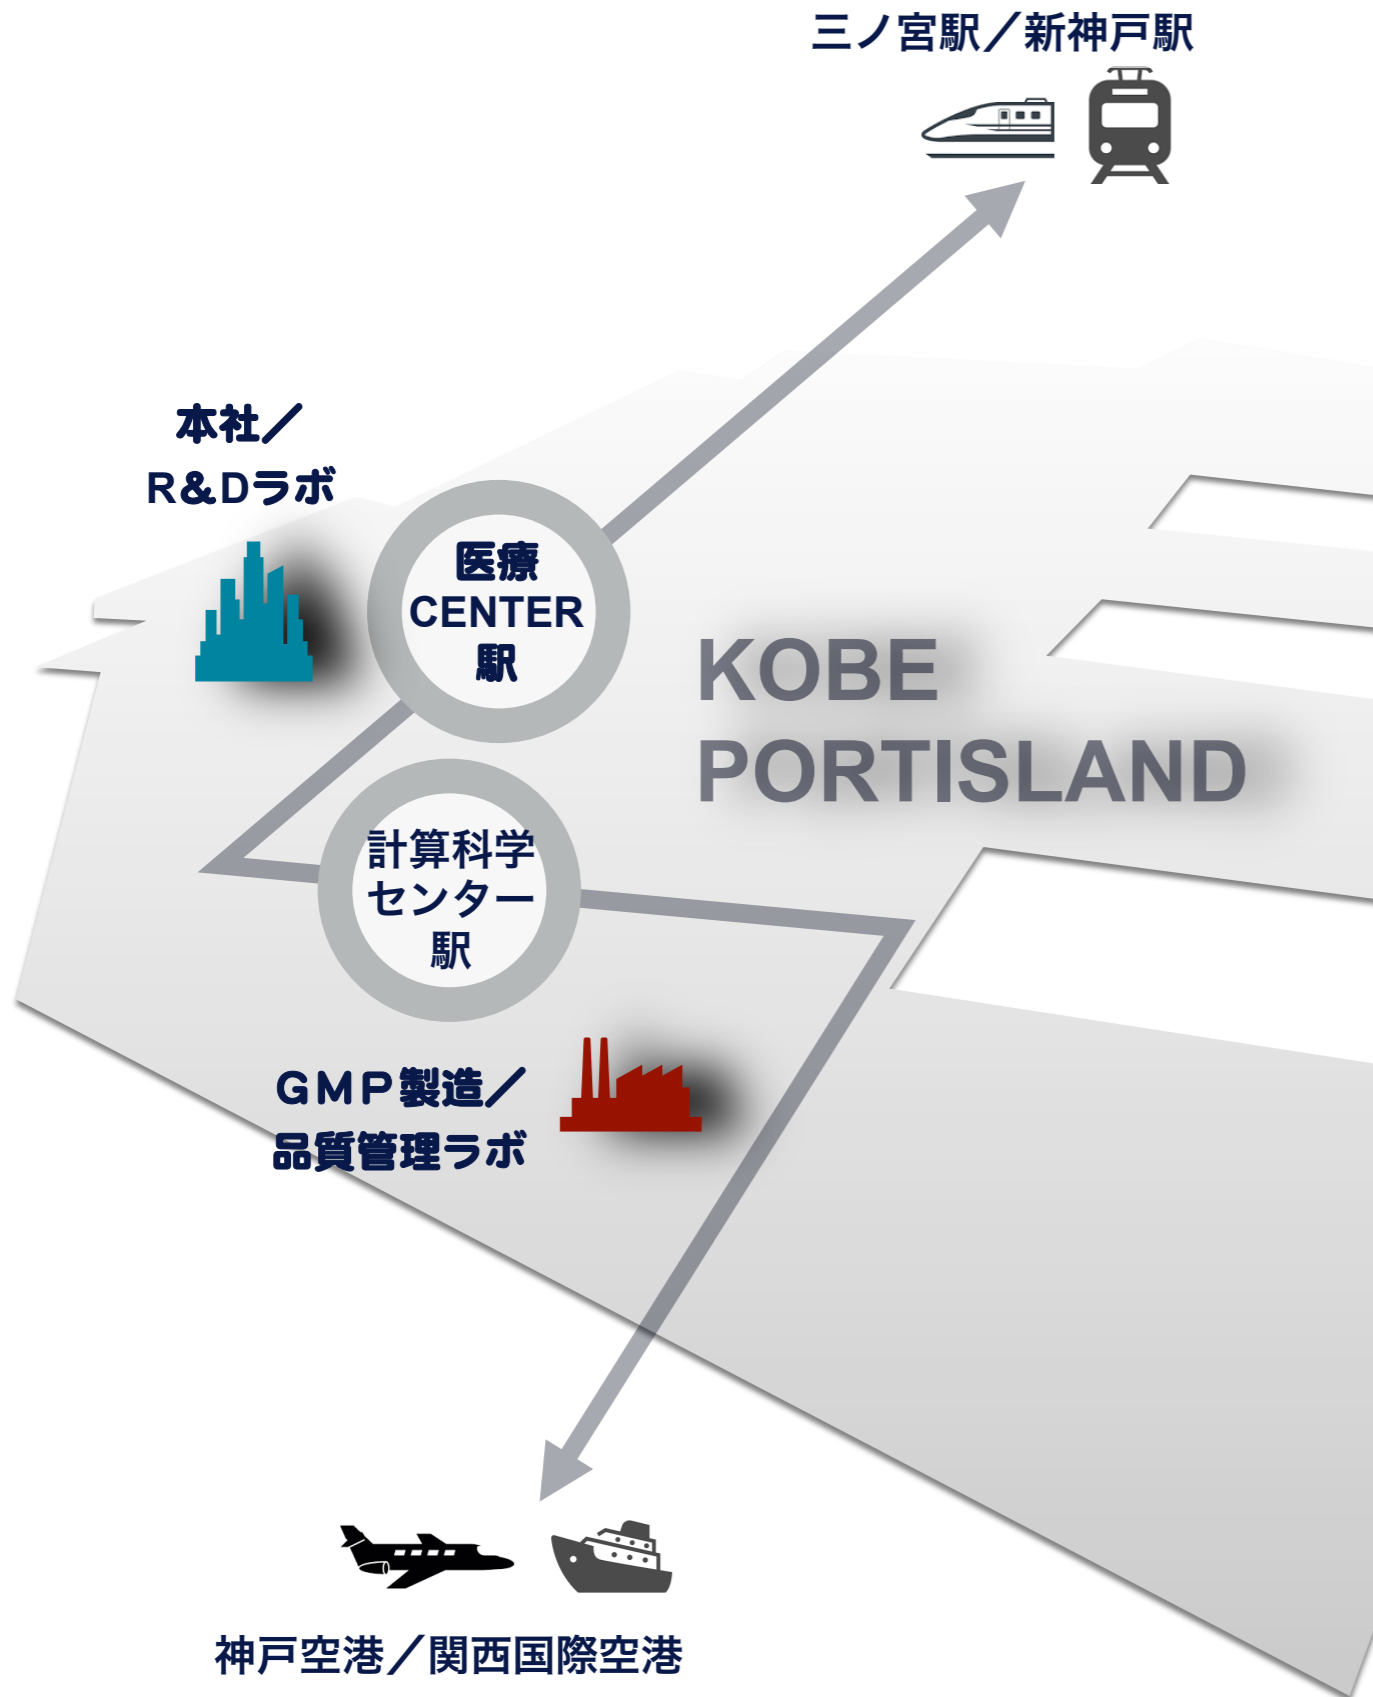 三ノ宮駅／新神戸駅
本社／
R&Dラボ
医療
CENTER
駅
KOBE
PORTISLAND
計算科学
センター
駅
ＧＭＰ製造／
品質管理ラボ
神戸空港／関西国際空港